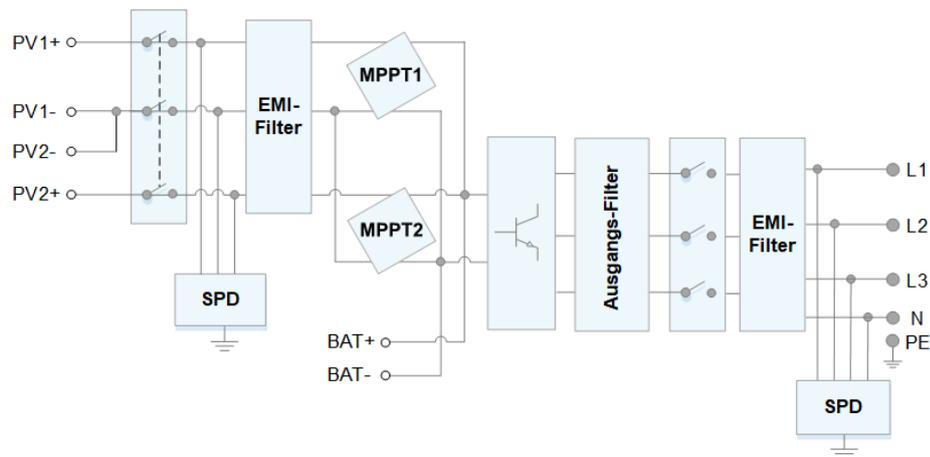 PV1+
PV1-
PV2-
PV2+
EMI-
Filter
MPPT1
MPPT2
SPD
BAT+
BAT-
Ausgangs-Filter
EMI-
Filter
L1
L2
L3
N
PE
SPD